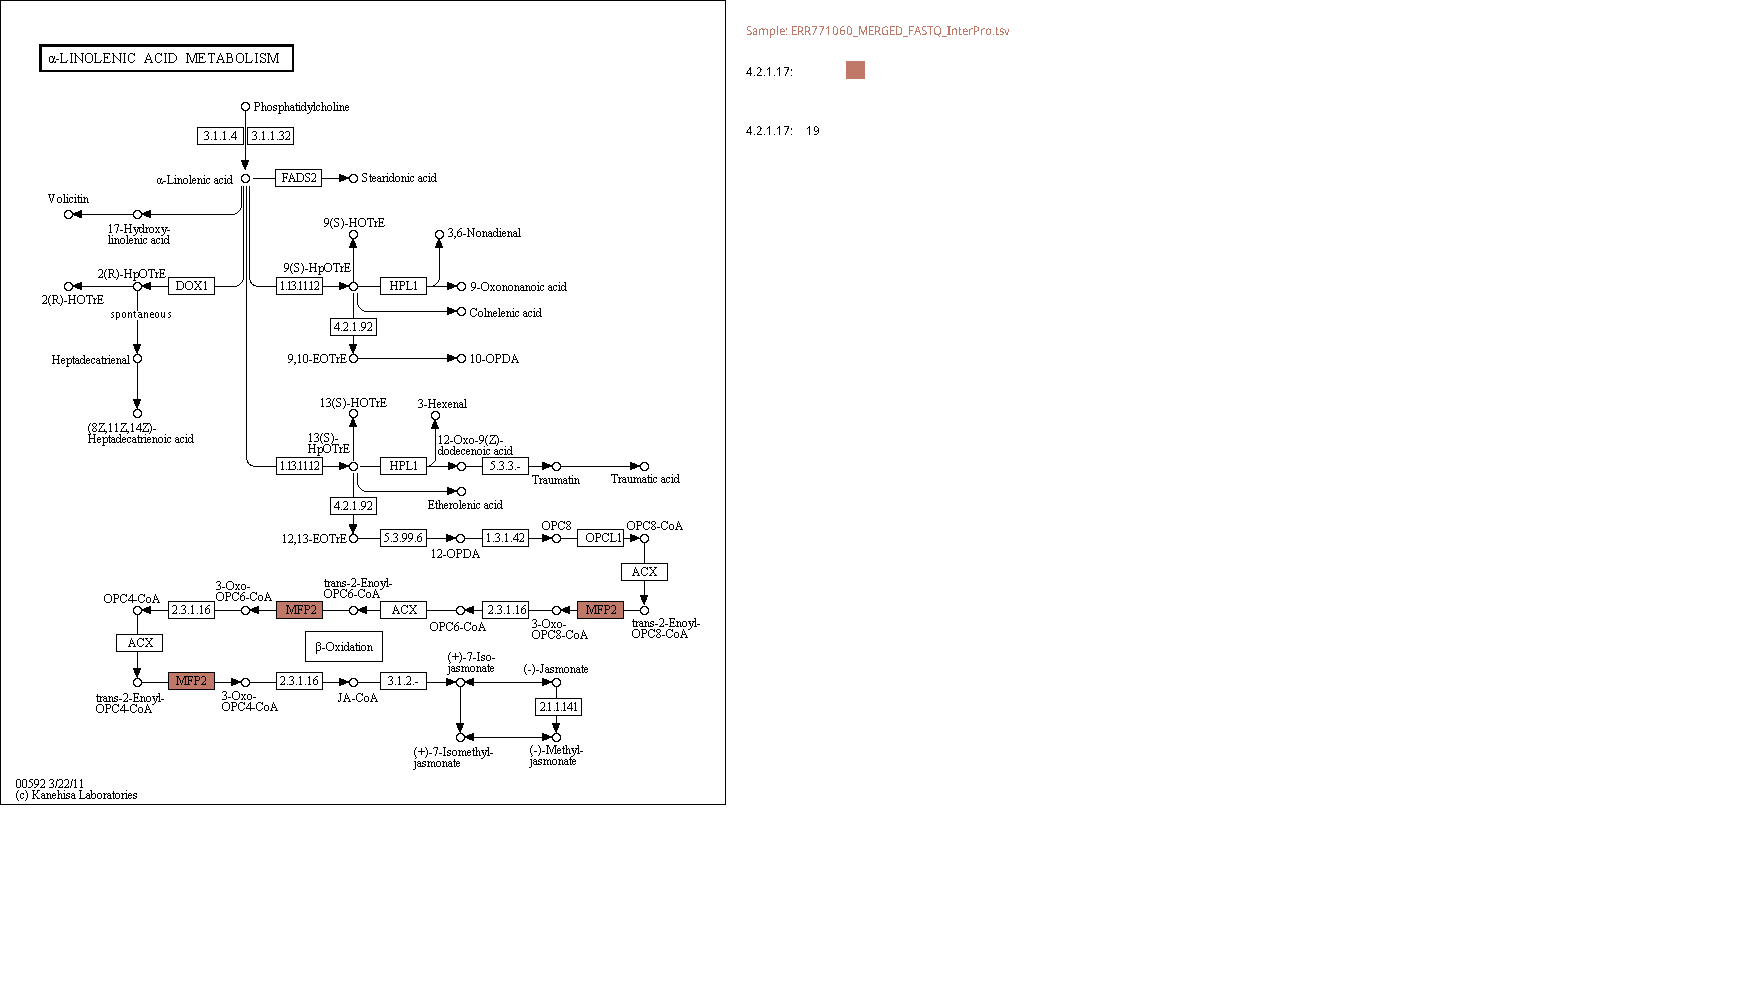 α-LINOLENIC ACID METABOLISM
Sample: ERR771060_MERGED_FASTQ_InterPro.tsv
4.2.1.17:
4.2.1.17: 19
Phosphatidylcholine
3.1.1.4
3.1.1.32
α-Linolenic acid
FADS2
Stearidonic acid
Volicitin
17-Hydroxy-
linolenic acid
9(S)-HOTrE
3,6-Nonadienal
2(R)-HpOTrE
DOX1
9(S)-HpOTrE
1.13.11.12
HPL1
9-Oxononanoic acid
2(R)-HOTrE
spontaneous
Colnelenic acid
4.2.1.92
Heptadecatrienal
9,10-EOTrE
10-OPDA
13(S)-HOTrE
3-Hexenal
(8Z,11Z,14Z)-
Heptadecatrienoic acid
13(S)-
HpOTrE
12-Oxo-9(Z)-
dodecenoic acid
1.13.11.12
HPL1
5.3.3.-
Traumatin
Traumatic acid
Etherolenic acid
4.2.1.92
12,13-EOTrE
5.3.99.6
12-OPDA
1.3.1.42
OPC8
OPCL1
OPC8-CoA
ACX
OPC4-CoA
2.3.1.16
3-Oxo-
OPC6-CoA
MFP2
trans-2-Enoyl-
OPC6-CoA
ACX
OPC6-CoA
2.3.1.16
3-Oxo-
OPC8-CoA
MFP2
trans-2-Enoyl-
OPC8-CoA
ACX
β-Oxidation
trans-2-Enoyl-
OPC4-CoA
MFP2
3-Oxo-
OPC4-CoA
2.3.1.16
JA-CoA
3.1.2.-
(+)-7-Iso-
jasmonate
(-)-Jasmonate
2.1.1.141
(+)-7-Isomethyl-
jasmonate
(-)-Methyl-
jasmonate
00592 3/22/11
(c) Kanehisa Laboratories